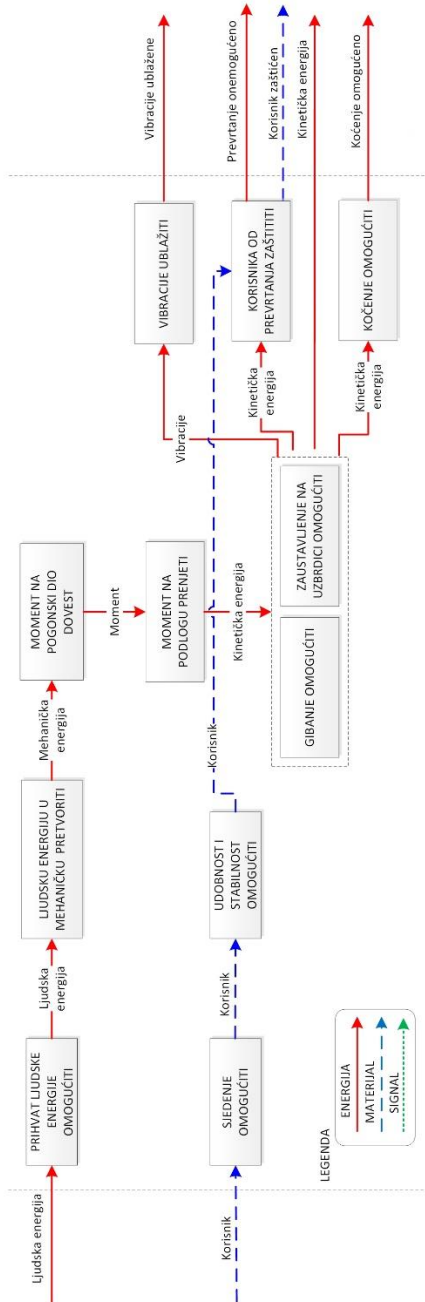 Ljudska energija
PRIHVAT LJUDSKE
ENERGIJE
OMOGUĆITI
Ljudska
energija
LJUDSKU ENERGIJU U
MEHANIČKU PRETVORITI
Mehanička
energija
MOMENT NA
POGONSKI DIO
DOVEST
Moment
MOMENT NA
PODLOGU PRENJETI
Kinetička energija
GIBANJE OMOGUĆITI
ZAUSTAVLJENJE NA
UZBRDICI OMOGUĆITI
Vibracije
VIBRACIJE UBLAŽITI
Vibracije ublažene
Korisnik
SJEDENJE
OMOGUĆITI
Korisnik
UDOBNOST I
STABILNOST
OMOGUĆITI
Korisnik
Kinetička
energija
KORISNIKA OD
PREVRTANJA ZAŠTITITI
Prevrtanje onemogućeno
Korisnik zaštićen
Kinetička energija
Kinetička
energija
KOČENJE OMOGUĆITI
Koćenje omogućeno
LEGENDA
ENERGIJA
MATERIJAL
SIGNAL